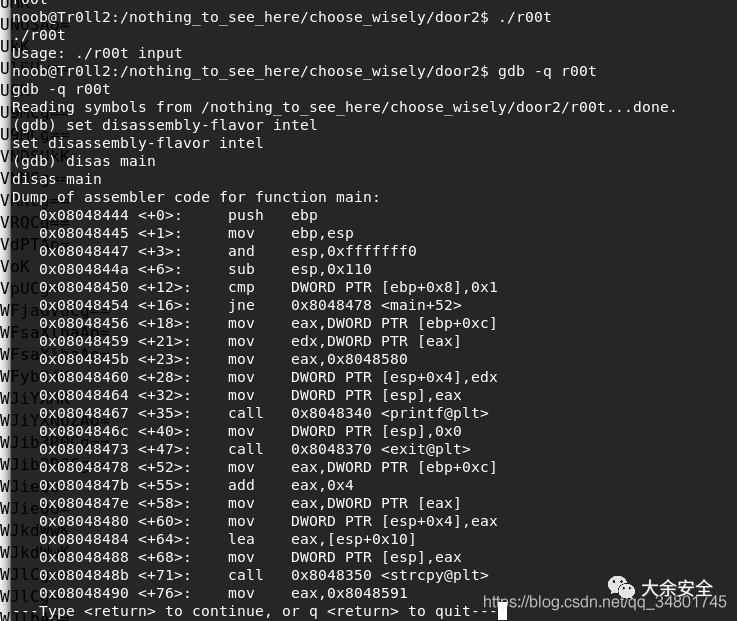 noob@Tr0ll2:/nothing_to_see_here/choose_wisely/door2$ ./r00t
./r00t
Usage: ./r00t input
noob@Tr0ll2:/nothing_to_see_here/choose_wisely/door2$ gdb -q r00t
gdb -q r00t
Reading symbols from /nothing_to_see_here/choose_wisely/door2/r00t...done.
(gdb) set disassembly-flavor intel
set disassembly-flavor intel
(gdb) disas main
disas main
Dump of assembler code for function main:
0x08048444 <+0>: push ebp
0x08048445 <+1>: mov ebp,esp
0x08048447 <+3>: and esp,0xfffffff0
0x0804844a <+6>: sub esp,0x110
0x08048450 <+12>: cmp DWORD PTR [ebp+0x8],0x1
0x08048454 <+16>: jne 0x8048478 <main+52>
0x08048456 <+18>: mov eax,DWORD PTR [ebp+0xc]
0x08048459 <+21>: mov edx,DWORD PTR [eax]
0x0804845b <+23>: mov eax,0x8048580
0x08048460 <+28>: mov DWORD PTR [esp+0x4],edx
0x08048464 <+32>: mov DWORD PTR [esp],eax
0x08048467 <+35>: call 0x8048340 <printf@plt>
0x0804846c <+40>: mov DWORD PTR [esp],0x0
0x08048473 <+47>: call 0x8048370 <exit@plt>
0x08048478 <+52>: mov eax,DWORD PTR [ebp+0xc]
0x0804847b <+55>: add eax,0x4
0x0804847e <+58>: mov eax,DWORD PTR [eax]
0x08048480 <+60>: mov DWORD PTR [esp+0x4],eax
0x08048484 <+64>: lea eax,[esp+0x10]
0x08048488 <+68>: mov DWORD PTR [esp],eax
0x0804848b <+71>: call 0x8048350 <strcpy@plt>
0x08048490 <+76>: mov eax,0x8048591
---Type <return> to continue, or q <return> to quit---
大余安全
https://blog.csdn.net/qq_34801745